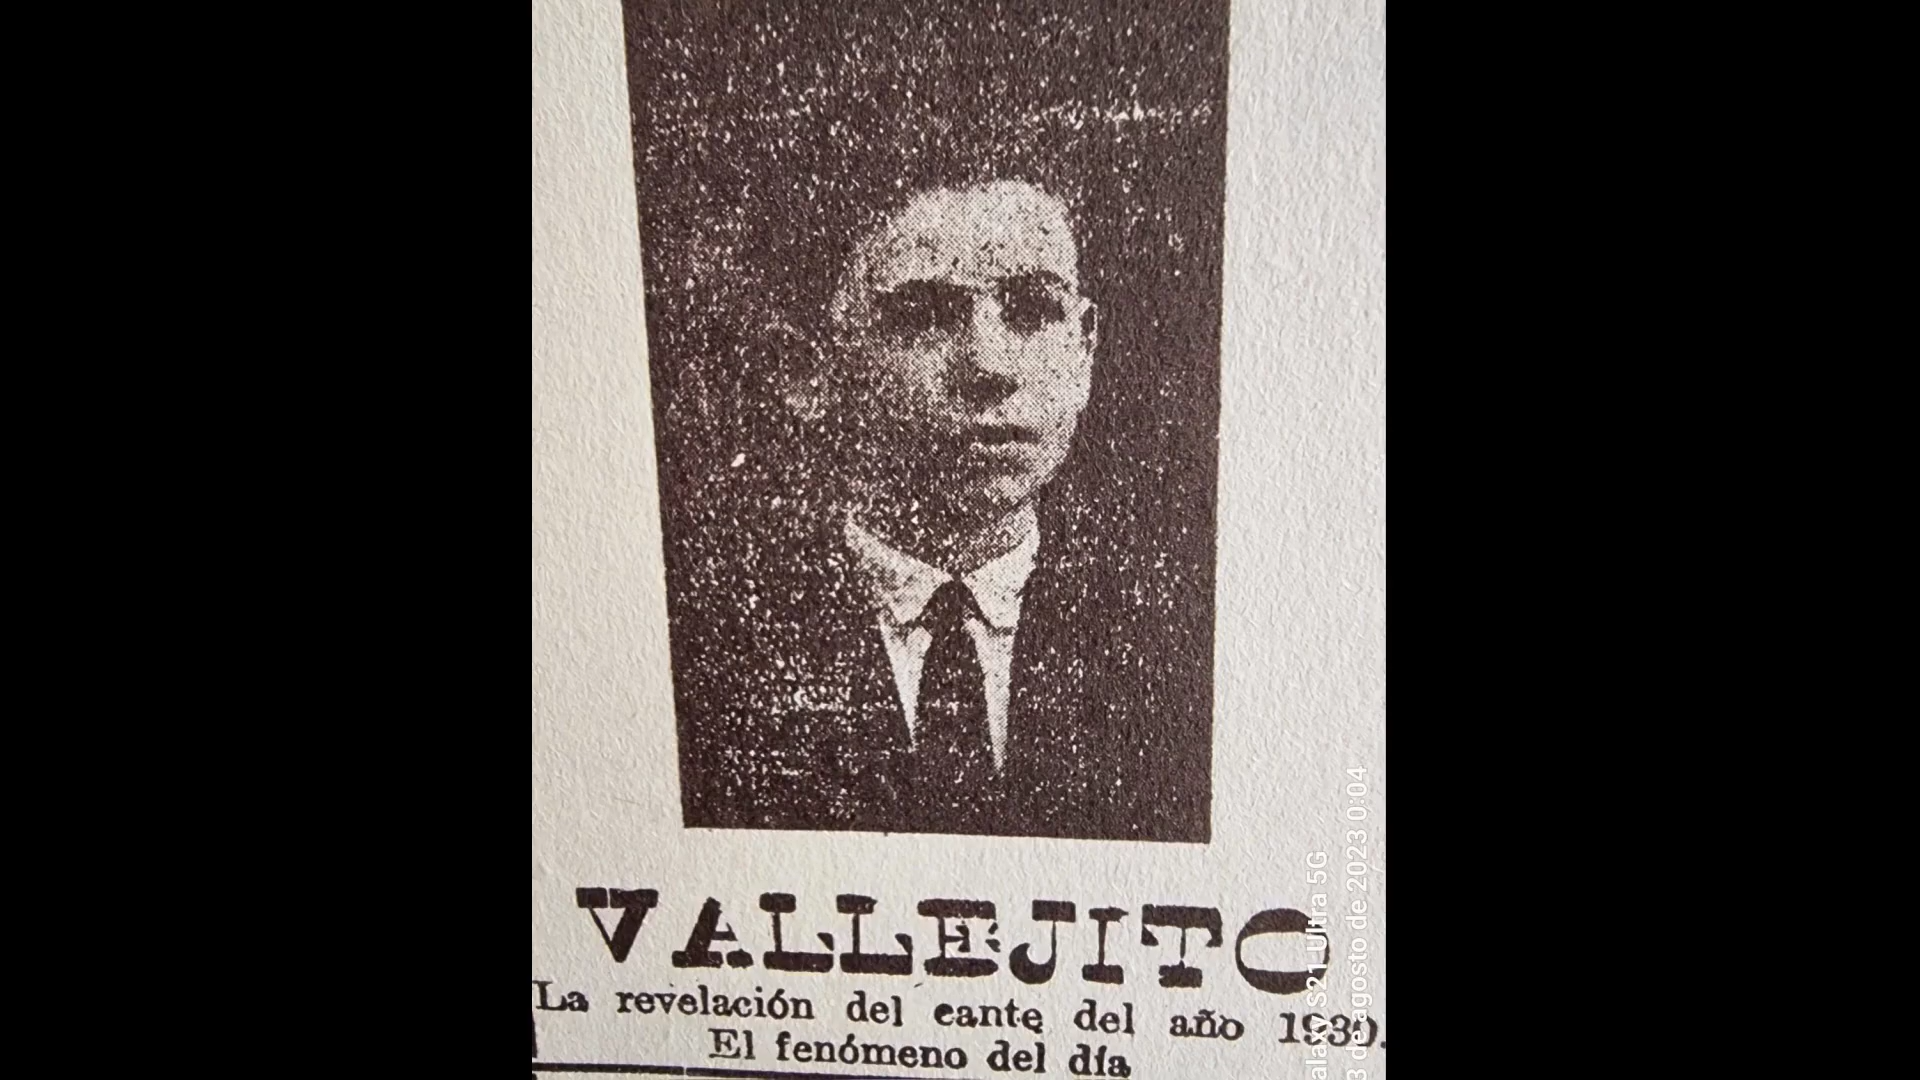 VALLEJITO
La revelación del cante del año 1930.
El fenómeno del día
alaxy S21 Ultra 5G
3 de agosto de 2023 0:04